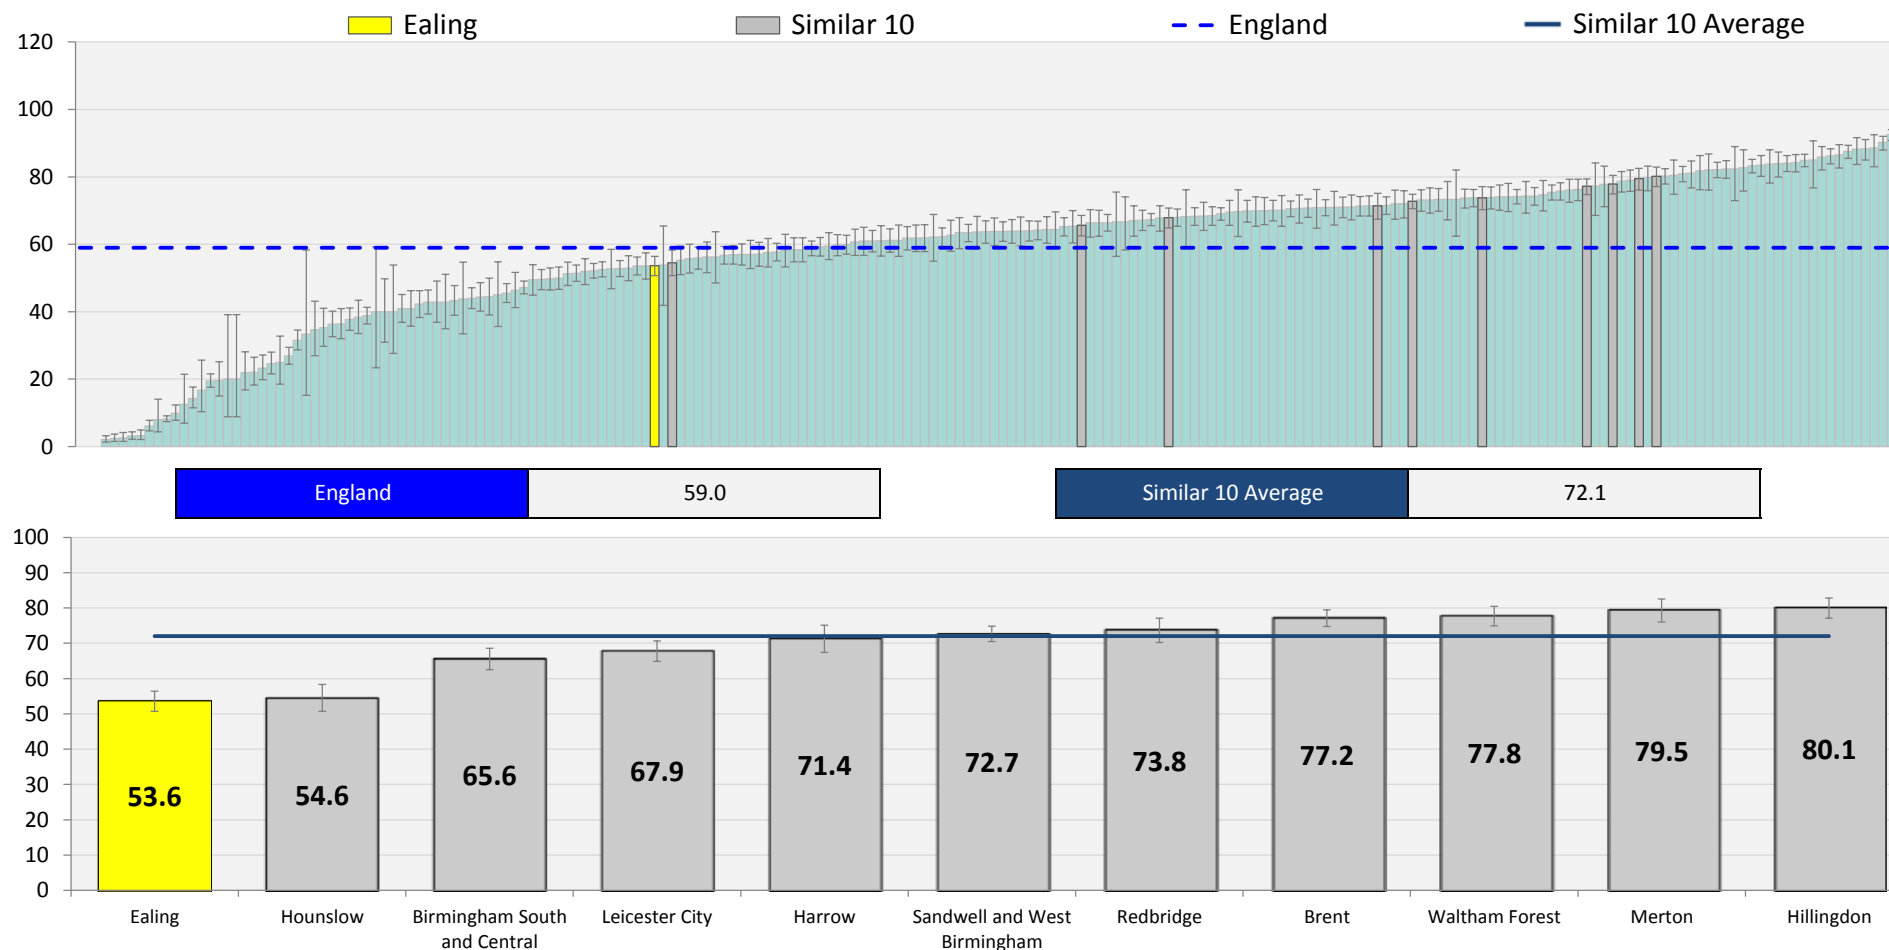 Ealing
Similar 10
England
Similar 10 Average
120
100
80
60
40
20
0
England 59.0 Similar 10 Average 72.1
100
90
80
70
60
50
40
30
20
10
0
53.6 54.6 65.6 67.9 71.4 72.7 73.8 77.2 77.8 79.5 80.1
Ealing Hounslow Birmingham South Leicester City Harrow Sandwell and West Redbridge Brent Waltham Forest Merton Hillingdon
and Central Birmingham